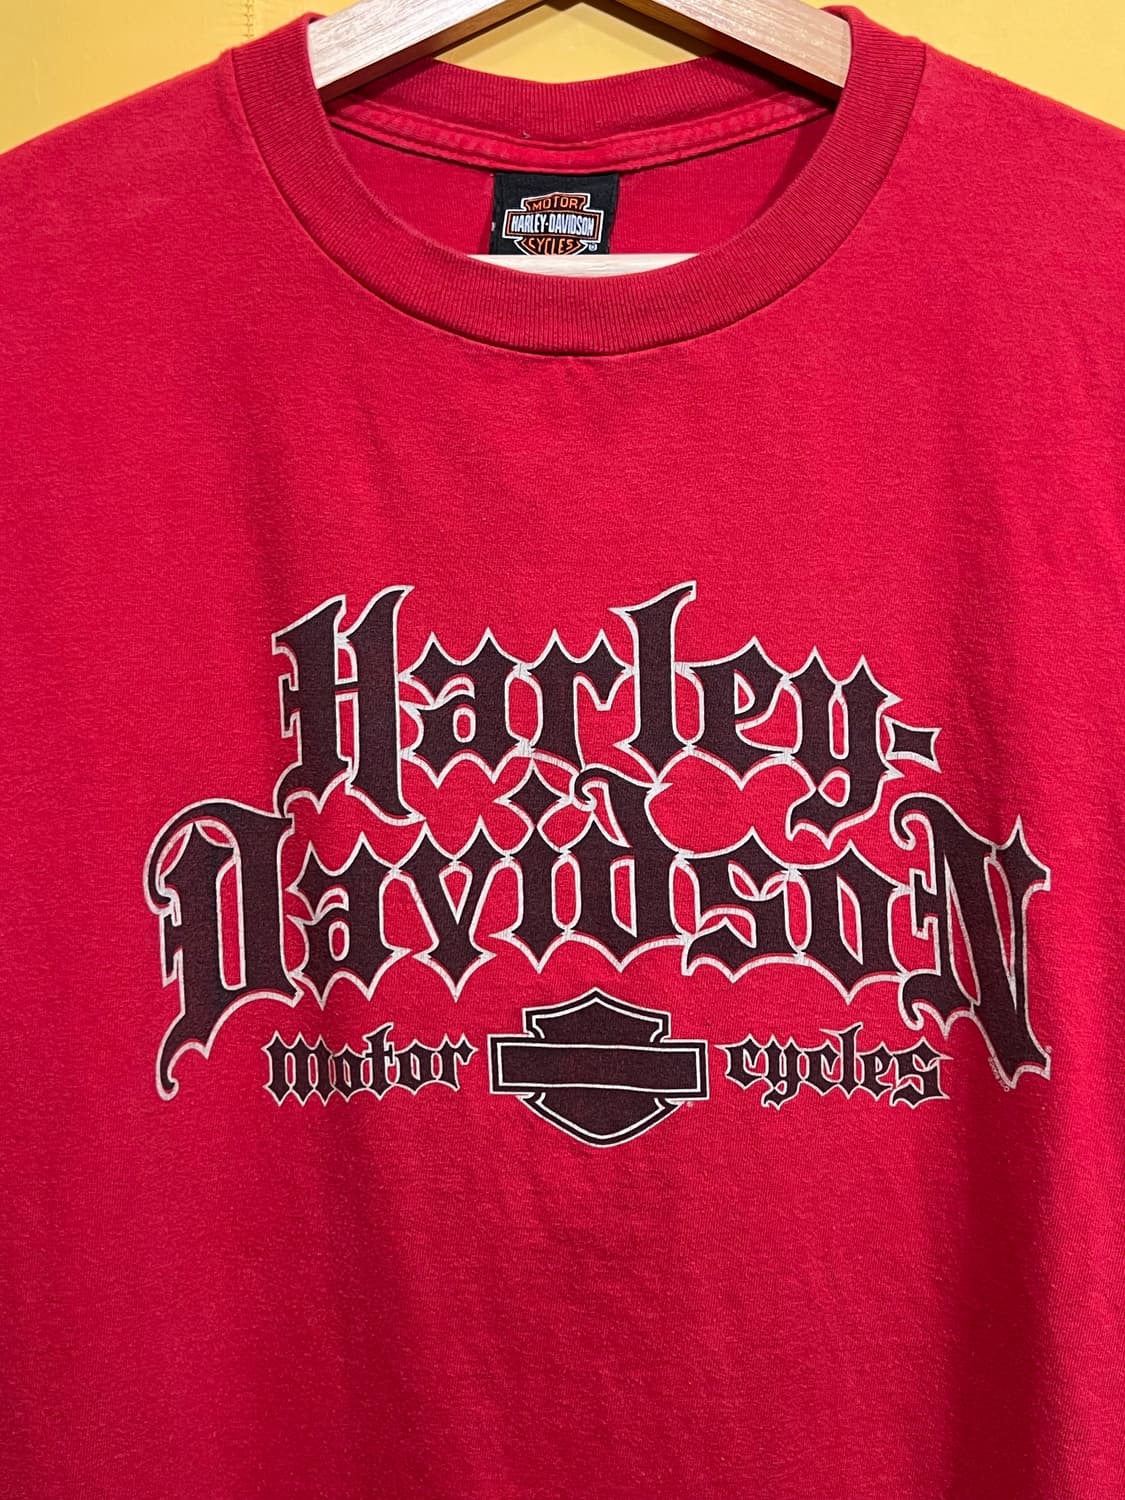 MOTOR
HARLEY-DAVIDSON
CYCLES
®
Harley-
DavidsoN
motor cycles
®